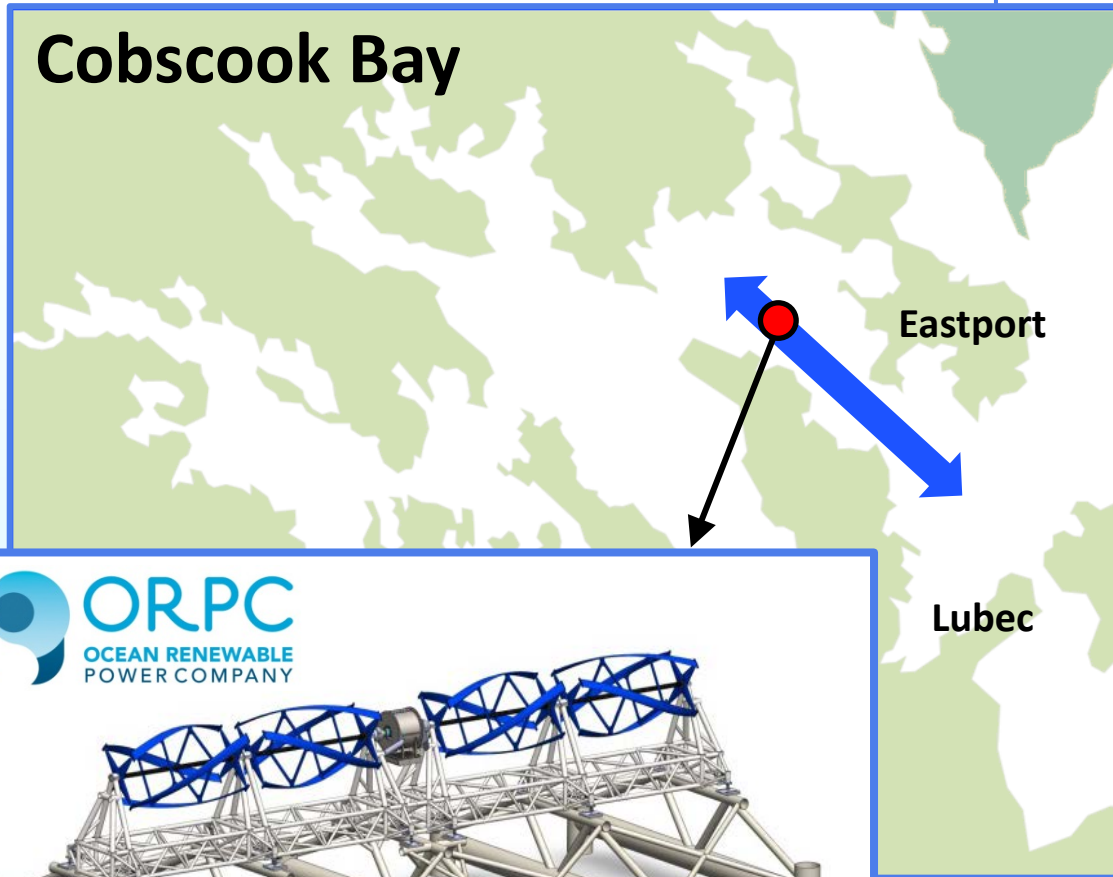 Cobscook Bay
Eastport
Lubec
ORPC
OCEAN RENEWABLE
POWER COMPANY